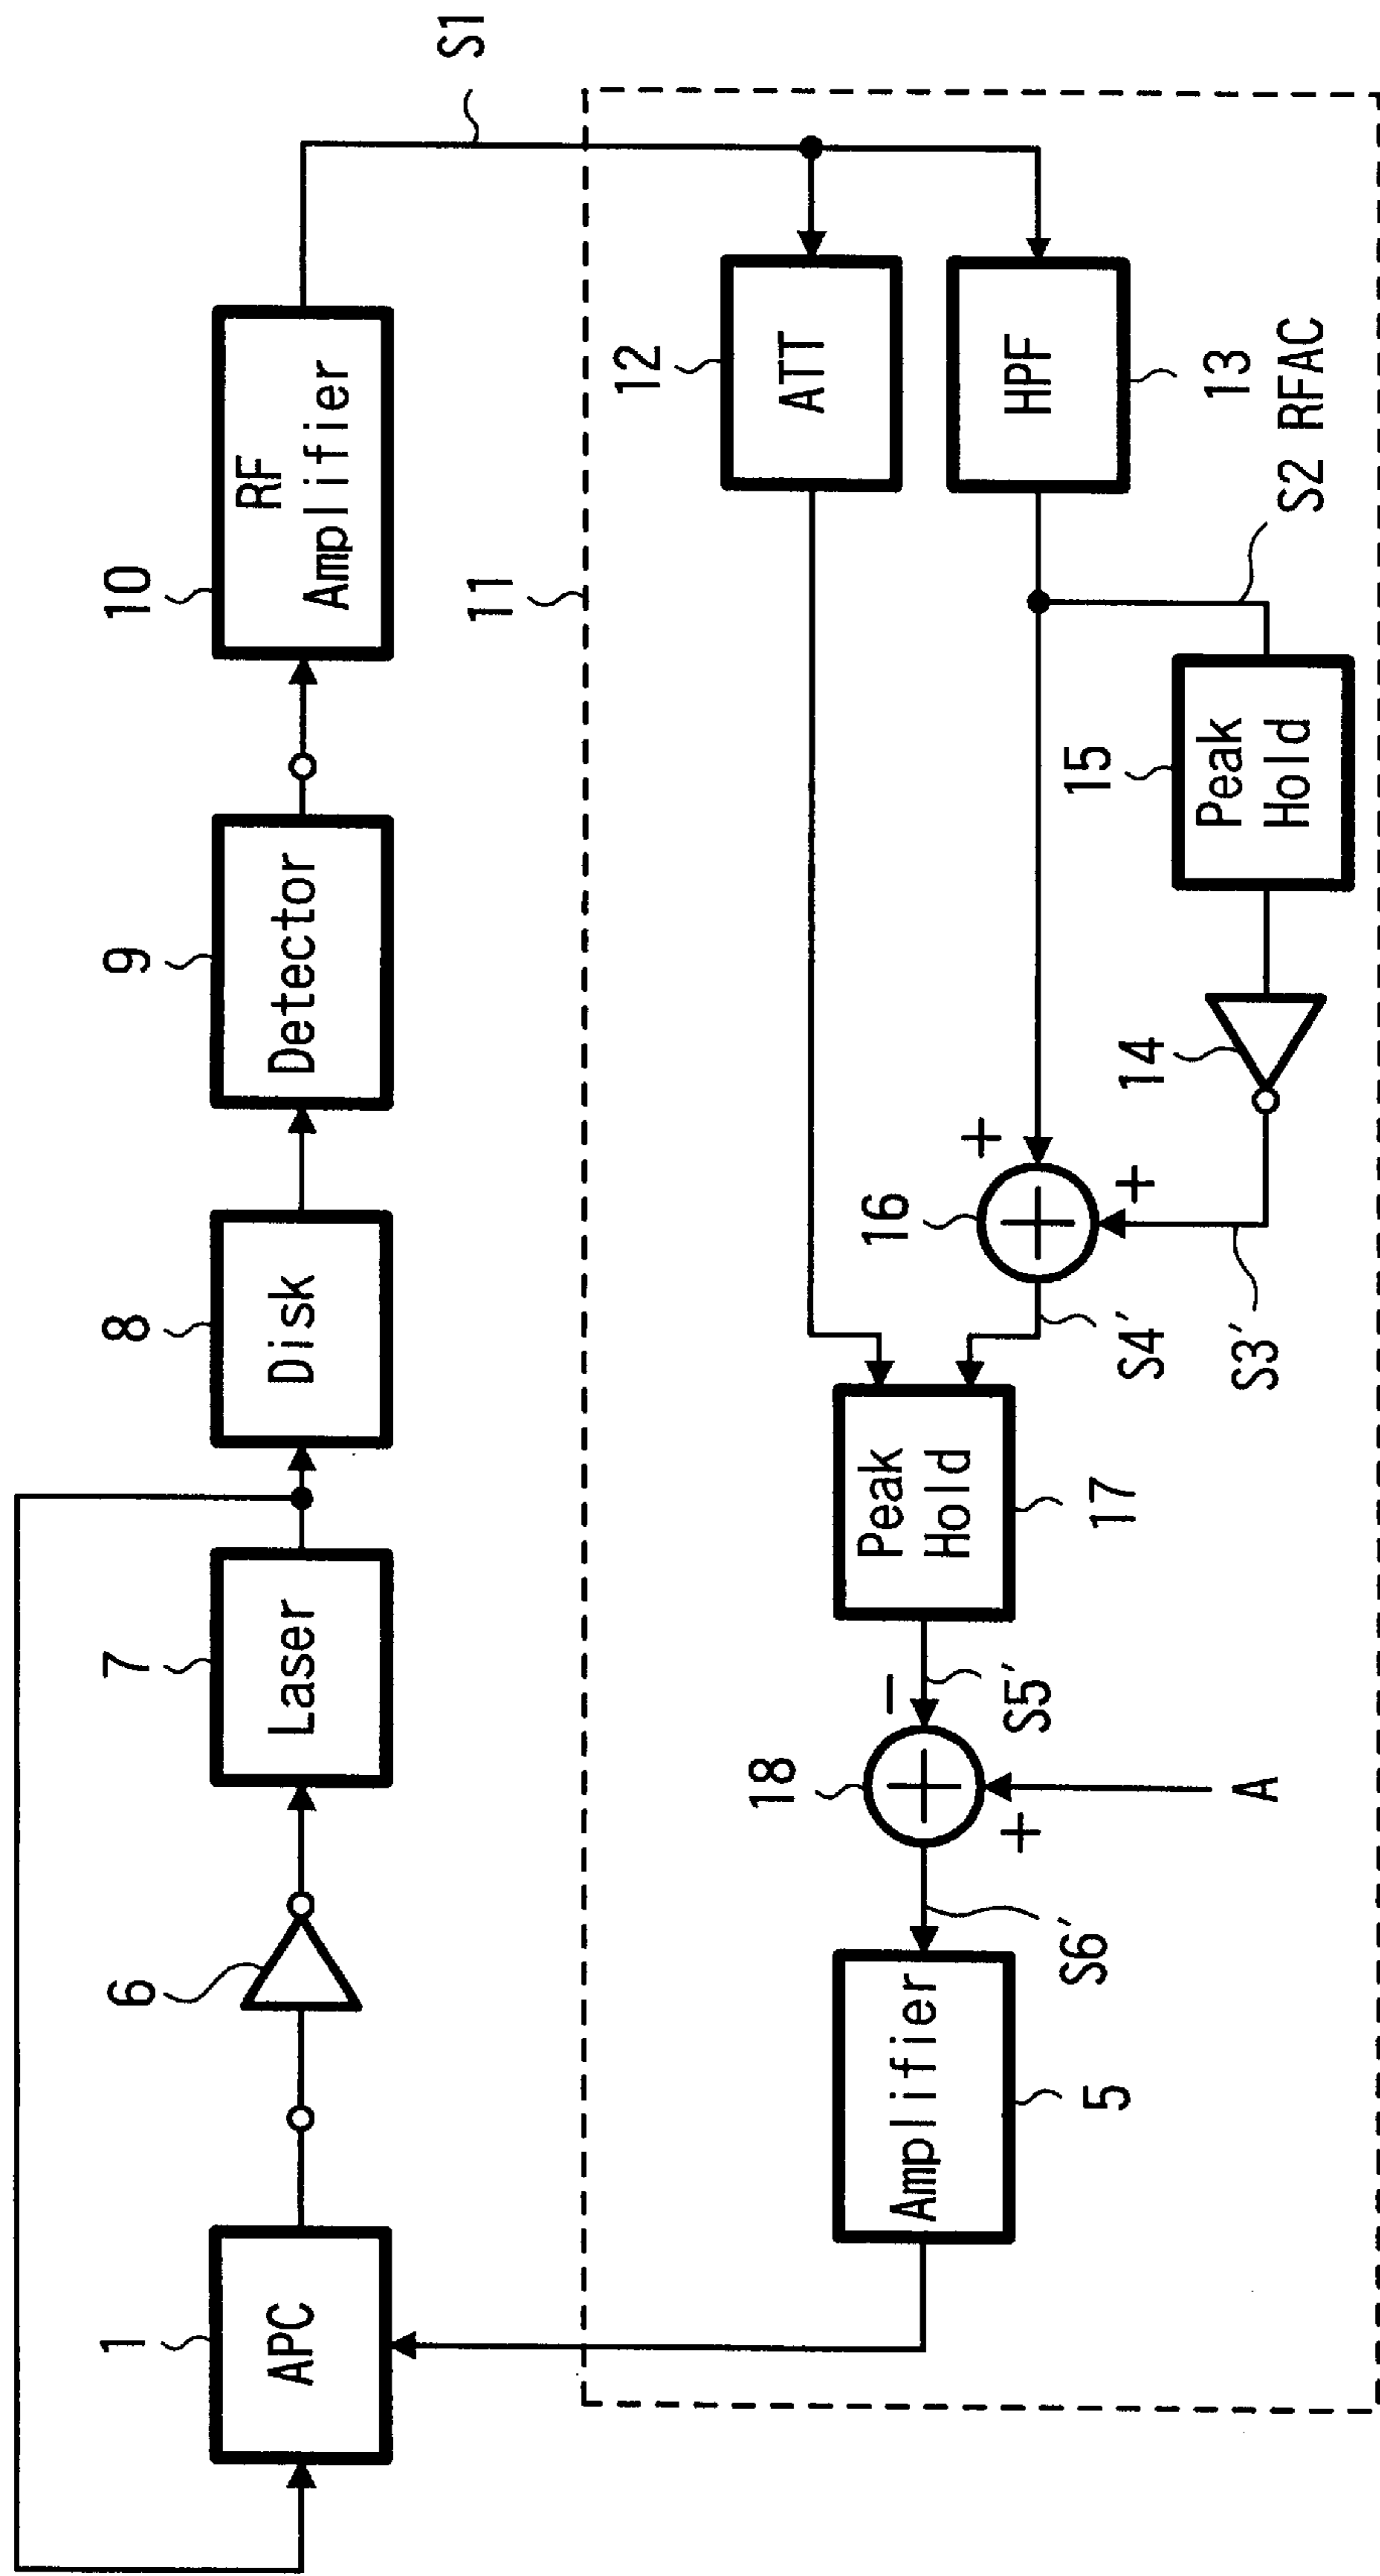 1
APC
6
7
Laser
8
Disk
9
Detector
10
RF
Amplifier
S1
11
12
ATT
HPF
13
S2 RFAC
15
Peak
Hold
14
S3′
16
+
+
S4′
Peak
Hold
17
S5′
−
18
+
A
S6′
Amplifier
5